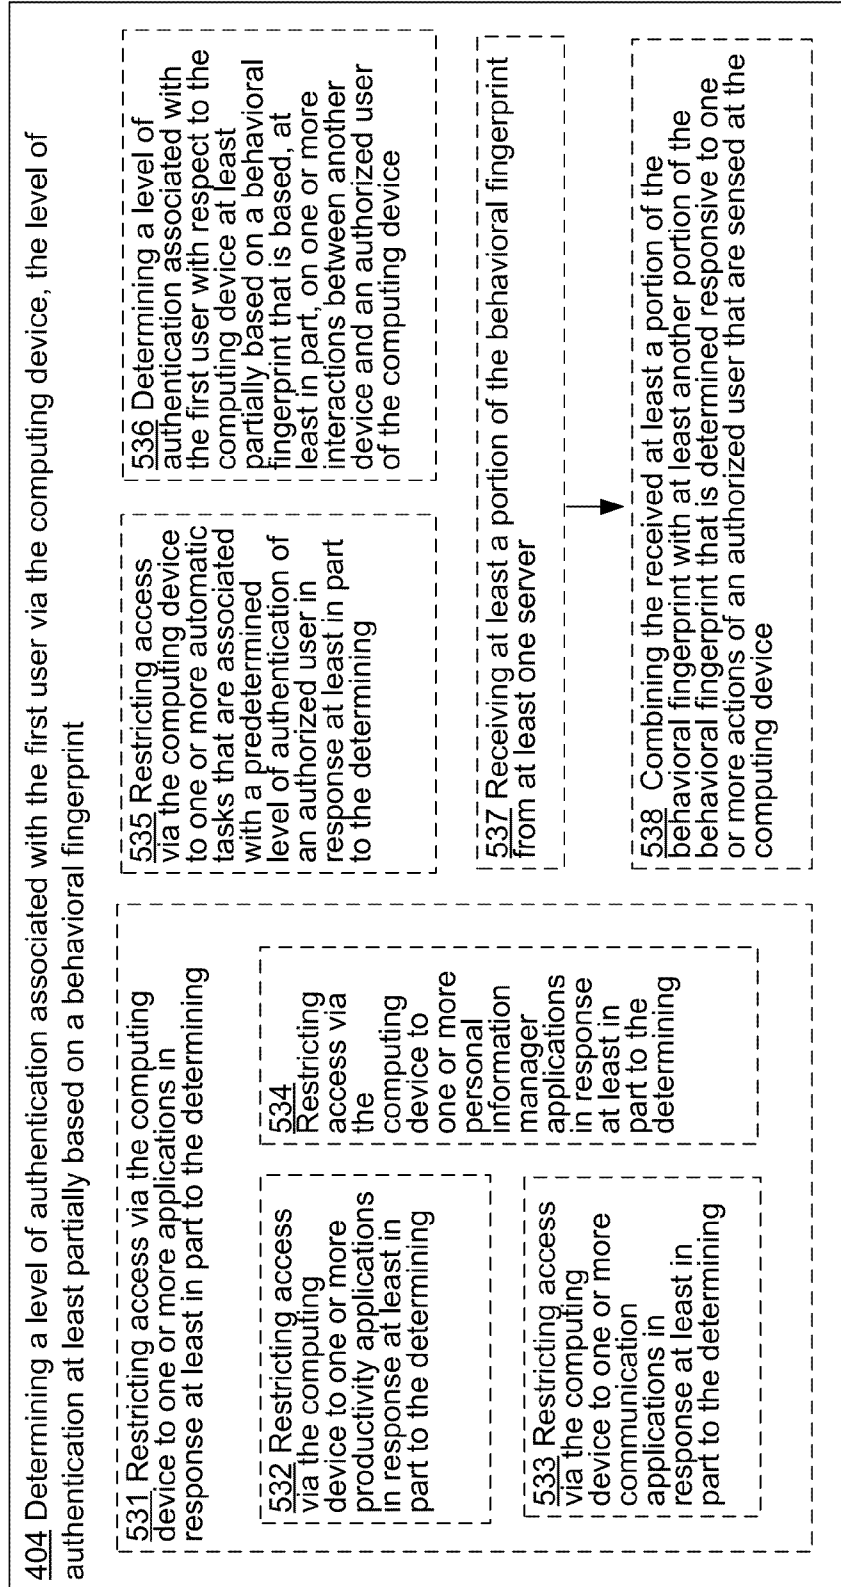 404 Determining a level of authentication associated with the first user via the computing device, the level of
authentication at least partially based on a behavioral fingerprint
531 Restricting access via the computing
device to one or more applications in
response at least in part to the determining
532 Restricting access
via the computing
device to one or more
productivity applications
in response at least in
part to the determining
533 Restricting access
via the computing
device to one or more
communication
applications in
response at least in
part to the determining
534
Restricting
access via
the
computing
device to
one or more
personal
information
manager
applications
in response
at least in
part to the
determining
535 Restricting access
via the computing device
to one or more automatic
tasks that are associated
with a predetermined
level of authentication of
an authorized user in
response at least in part
to the determining
536 Determining a level of
authentication associated with
the first user with respect to the
computing device at least
partially based on a behavioral
fingerprint that is based, at
least in part, on one or more
interactions between another
device and an authorized user
of the computing device
537 Receiving at least a portion of the behavioral fingerprint
from at least one server
538 Combining the received at least a portion of the
behavioral fingerprint with at least another portion of the
behavioral fingerprint that is determined responsive to one
or more actions of an authorized user that are sensed at the
computing device